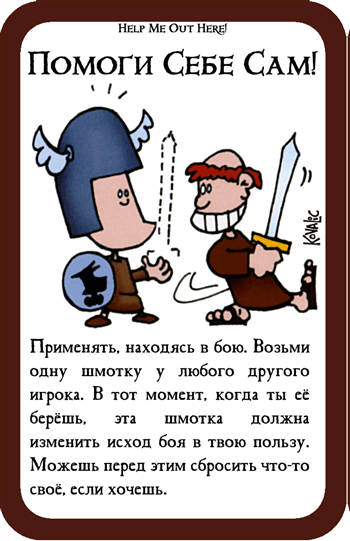 Help Me Out Here!
Помоги Себе Сам!
Kovalic
Применять, находясь в бою. Возьми
одну шмотку у любого другого
игрока. В тот момент, когда ты её
берёшь, эта шмотка должна
изменить исход боя в твою пользу.
Можешь перед этим сбросить что-то
своё, если хочешь.